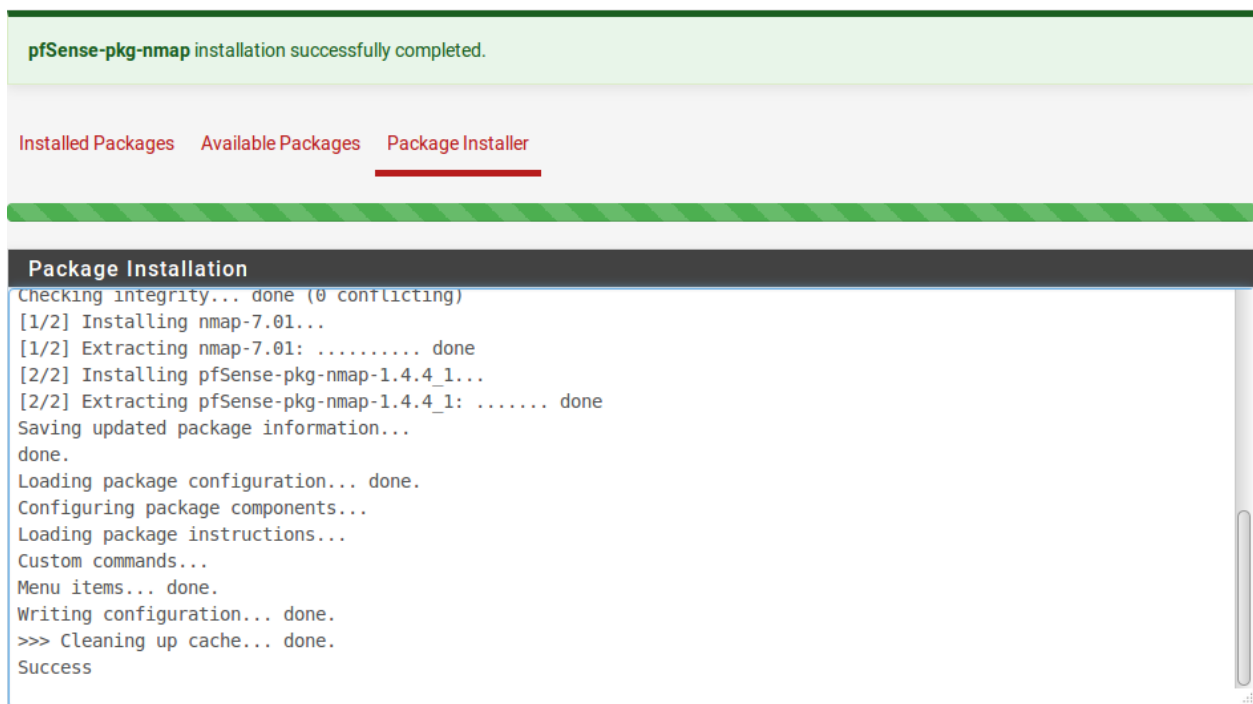 pfSense-pkg-nmap installation successfully completed.
Installed Packages Available Packages Package Installer
Package Installation
Checking integrity... done (0 conflicting)
[1/2] Installing nmap-7.01...
[1/2] Extracting nmap-7.01: .......... done
[2/2] Installing pfSense-pkg-nmap-1.4.4_1...
[2/2] Extracting pfSense-pkg-nmap-1.4.4_1: ....... done
Saving updated package information...
done.
Loading package configuration... done.
Configuring package components...
Loading package instructions...
Custom commands...
Menu items... done.
Writing configuration... done.
>>> Cleaning up cache... done.
Success